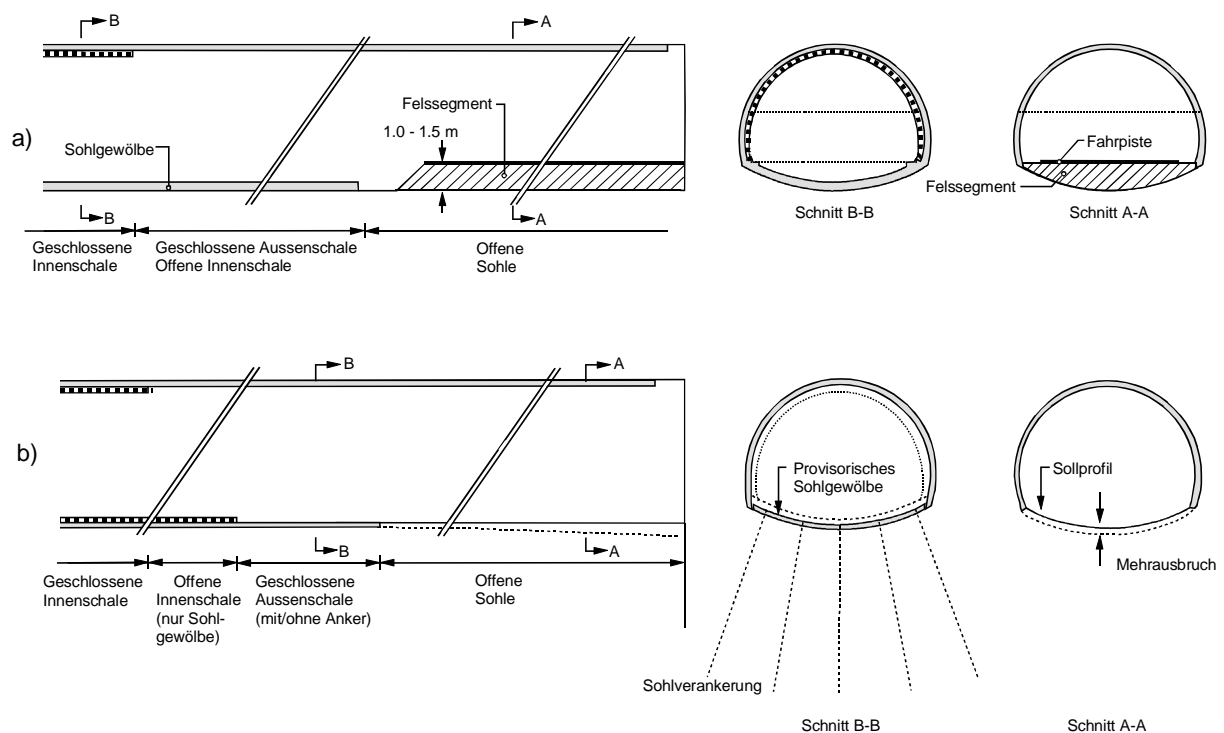 B
A
a)
Felssegment
1.0 - 1.5 m
Sohlgewölbe
B
A
Geschlossene
Innenschale
Geschlossene Aussenschale
Offene Innenschale
Offene
Sohle
Fahrpiste
Felssegment
Schnitt B-B
Schnitt A-A
B
A
b)
B
A
Geschlossene
Innenschale
Offene
Innenschale
(nur Sohl-
gewölbe)
Geschlossene
Aussenschale
(mit/ohne Anker)
Offene
Sohle
Provisorisches
Sohlgewölbe
Sollprofil
Mehrausbruch
Sohlverankerung
Schnitt B-B
Schnitt A-A